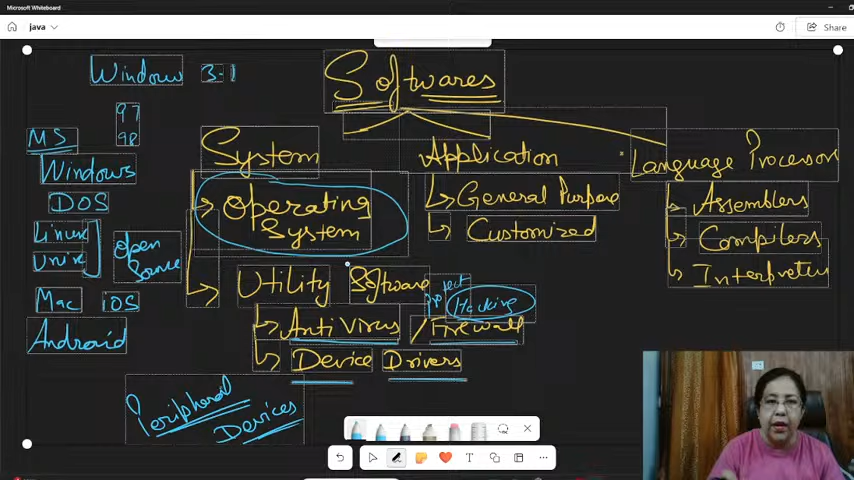 Microsoft Whiteboard
java
Share
Window 3.1
97
98
Softwares
MS
Windows
DOS
Linux
Unix
Open
Source
Mac iOS
Android
System
Operating
System
Utility Software
Anti Virus / Firewall
Hacking
Device Drivers
Peripheral
Devices
Application
General Purpose
Customized
Language Processor
Assemblers
Compilers
Interpreters